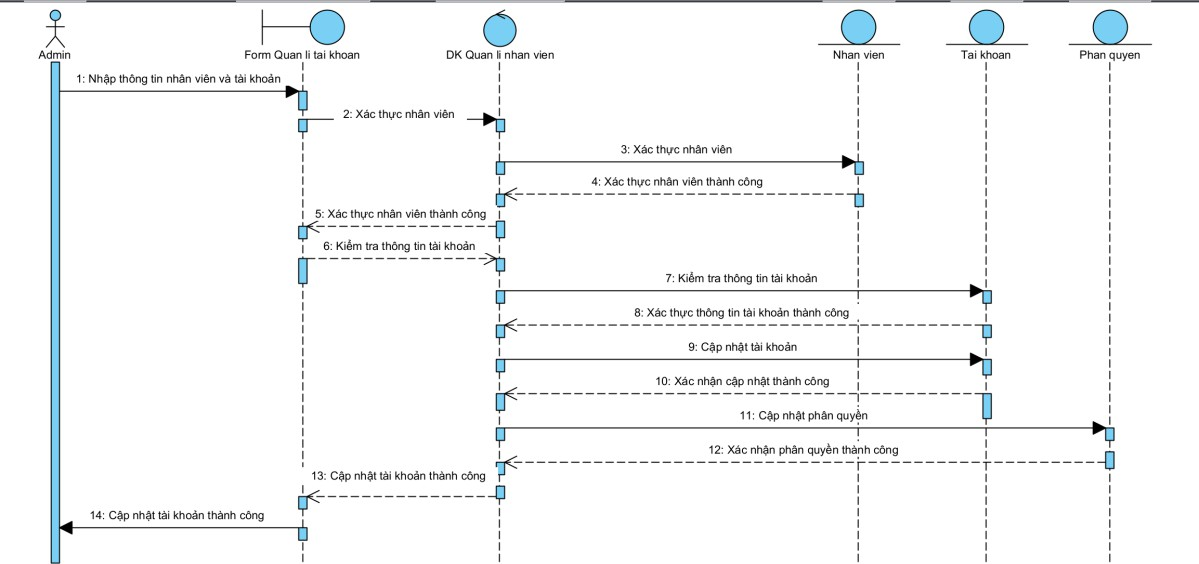 Admin
Form Quan li tai khoan
DK Quan li nhan vien
Nhan vien
Tai khoan
Phan quyen
1: Nhập thông tin nhân viên và tài khoản
2: Xác thực nhân viên
3: Xác thực nhân viên
4: Xác thực nhân viên thành công
5: Xác thực nhân viên thành công
6: Kiểm tra thông tin tài khoản
7: Kiểm tra thông tin tài khoản
8: Xác thực thông tin tài khoản thành công
9: Cập nhật tài khoản
10: Xác nhận cập nhật thành công
11: Cập nhật phân quyền
12: Xác nhận phân quyền thành công
13: Cập nhật tài khoản thành công
14: Cập nhật tài khoản thành công